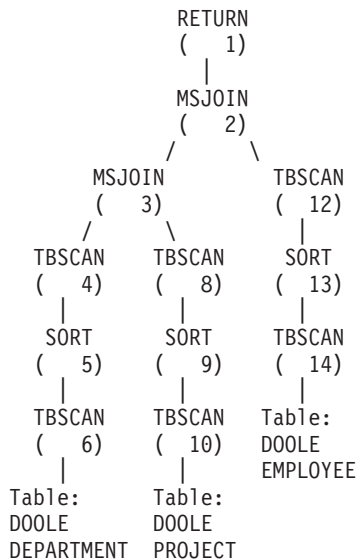 RETURN
( 1)
|
MSJOIN
( 2)
/ \
MSJOIN TBSCAN
( 3) ( 12)
/ \ |
TBSCAN TBSCAN SORT
( 4) ( 8) ( 13)
| | |
SORT SORT TBSCAN
( 5) ( 9) ( 14)
| | |
TBSCAN TBSCAN Table:
( 6) ( 10) DOOLE
| | EMPLOYEE
Table: Table:
DOOLE DOOLE
DEPARTMENT PROJECT